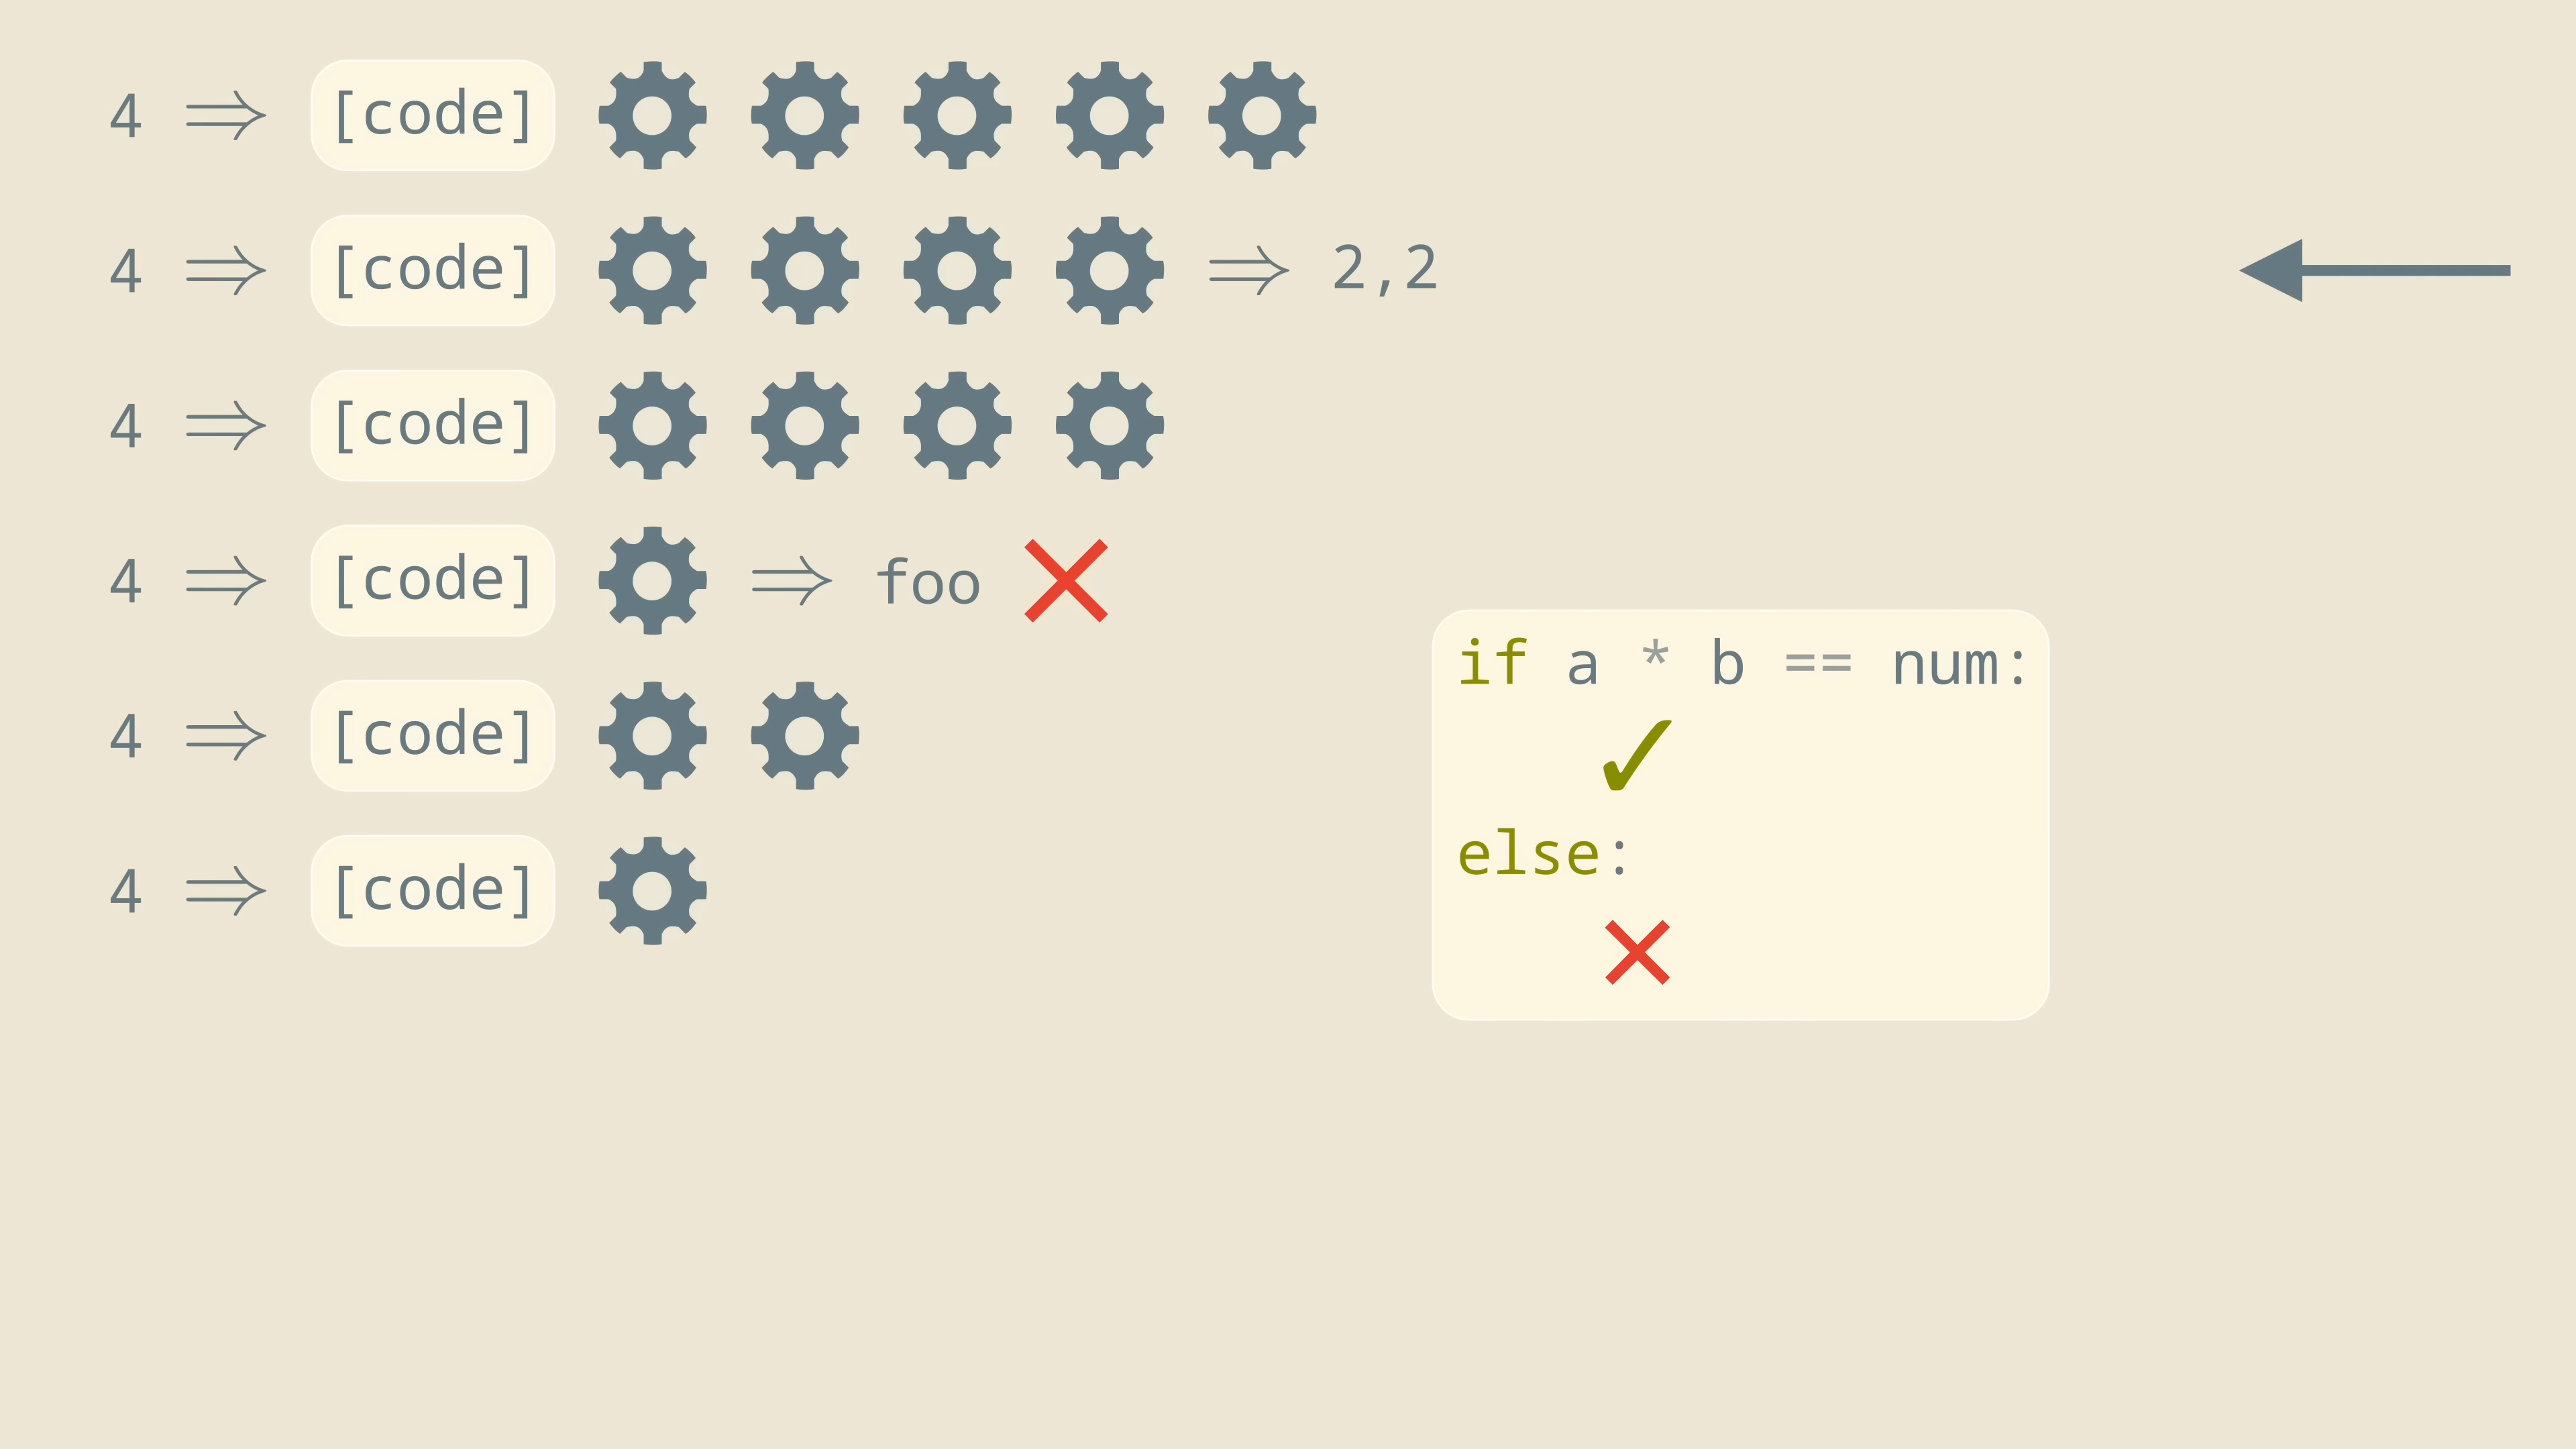 4 ⇒ [code]
4 ⇒ [code] ⇒ 2,2
4 ⇒ [code]
4 ⇒ [code] ⇒ foo
4 ⇒ [code]
4 ⇒ [code]
if a * b == num:
else: